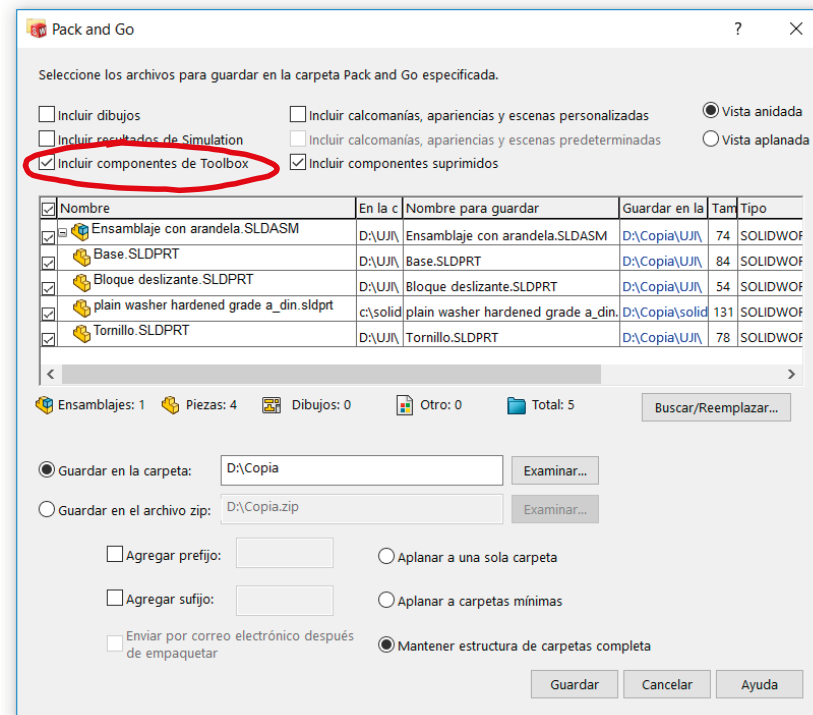 Pack and Go
?
Seleccione los archivos para guardar en la carpeta Pack and Go especificada.
Incluir dibujos
Incluir calcomanías, apariencias y escenas personalizadas
Vista anidada
Incluir resultados de Simulation
Incluir calcomanías, apariencias y escenas predeterminadas
Vista aplanada
Incluir componentes de Toolbox
Incluir componentes suprimidos
Nombre En la c Nombre para guardar Guardar en la Tam Tipo
Ensamblaje con arandela.SLDASM D:\UJI\ Ensamblaje con arandela.SLDASM D:\Copia\UJI\ 74 SOLIDWOF
Base.SLDPRT D:\UJI\ Base.SLDPRT D:\Copia\UJI\ 84 SOLIDWOF
Bloque deslizante.SLDPRT D:\UJI\ Bloque deslizante.SLDPRT D:\Copia\UJI\ 54 SOLIDWOF
plain washer hardened grade a_din.sldprt c:\solid plain washer hardened grade a_din. D:\Copia\solid 131 SOLIDWOF
Tornillo.SLDPRT D:\UJI\ Tornillo.SLDPRT D:\Copia\UJI\ 78 SOLIDWOF
Ensamblajes: 1 Piezas: 4 Dibujos: 0 Otro: 0 Total: 5
Buscar/Reemplazar...
Guardar en la carpeta: D:\Copia Examinar...
Guardar en el archivo zip: D:\Copia.zip Examinar...
Agregar prefijo:
Aplanar a una sola carpeta
Agregar sufijo:
Aplanar a carpetas mínimas
Enviar por correo electrónico después
de empaquetar
Mantener estructura de carpetas completa
Guardar Cancelar Ayuda